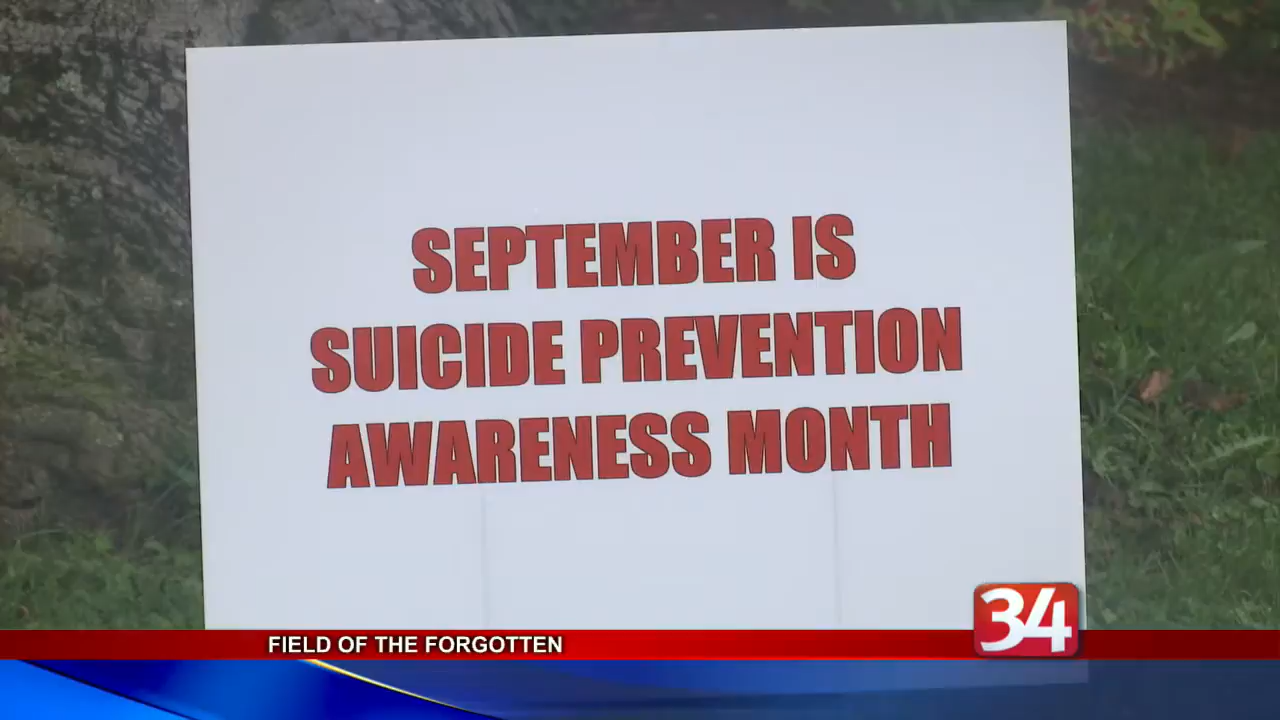 SEPTEMBER IS
SUICIDE PREVENTION
AWARENESS MONTH
34
FIELD OF THE FORGOTTEN